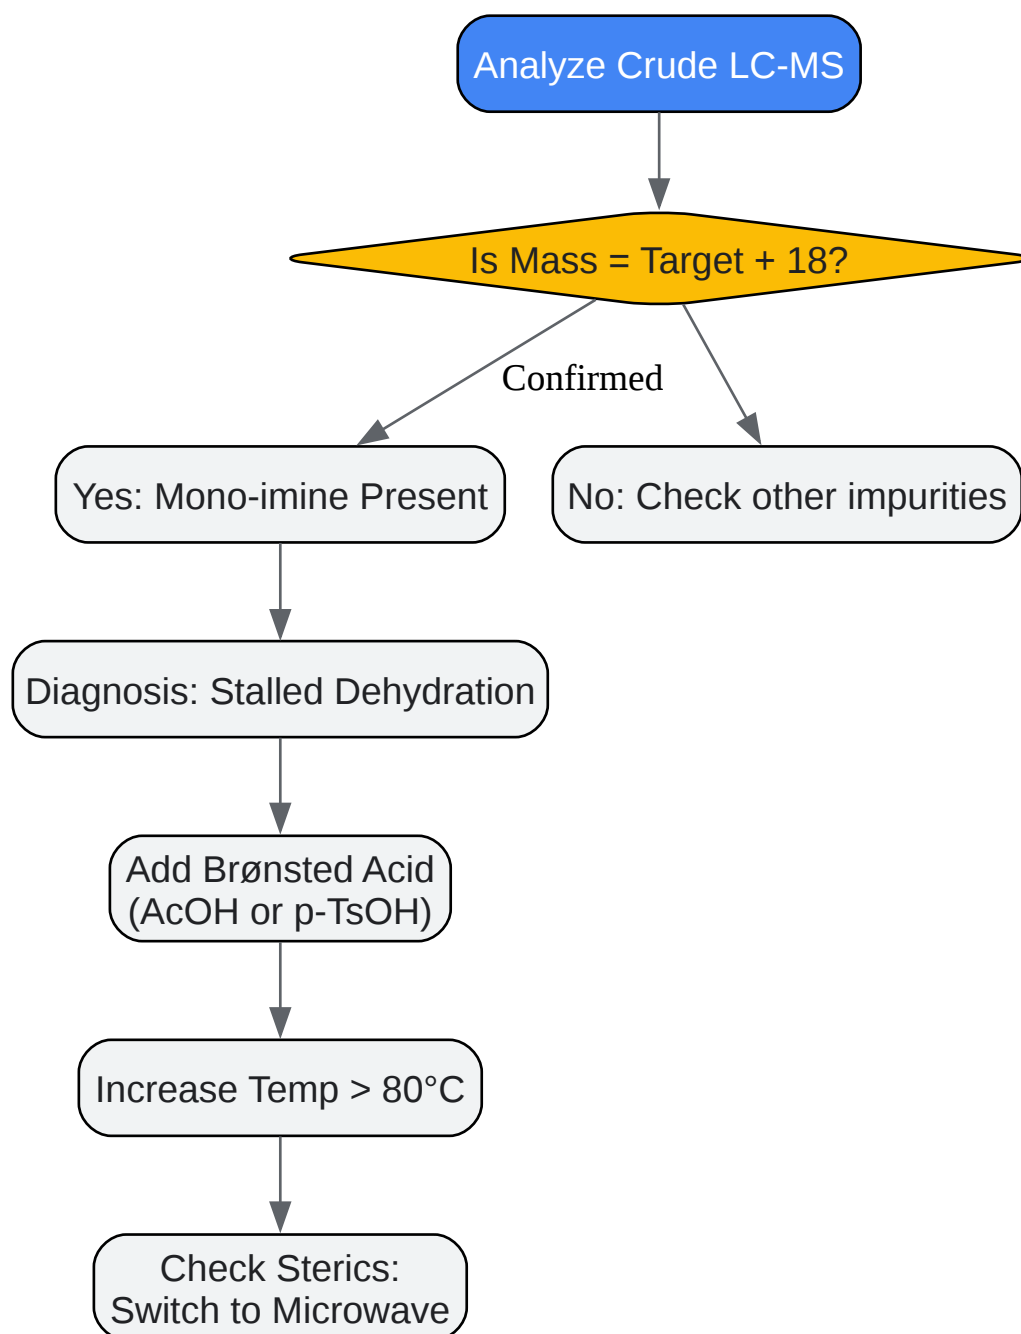 Analyze Crude LC-MS
Is Mass = Target + 18?
Confirmed
Yes: Mono-imine Present
No: Check other impurities
Diagnosis: Stalled Dehydration
Add Brønsted Acid
(AcOH or p-TsOH)
Increase Temp > 80°C
Check Sterics:
Switch to Microwave